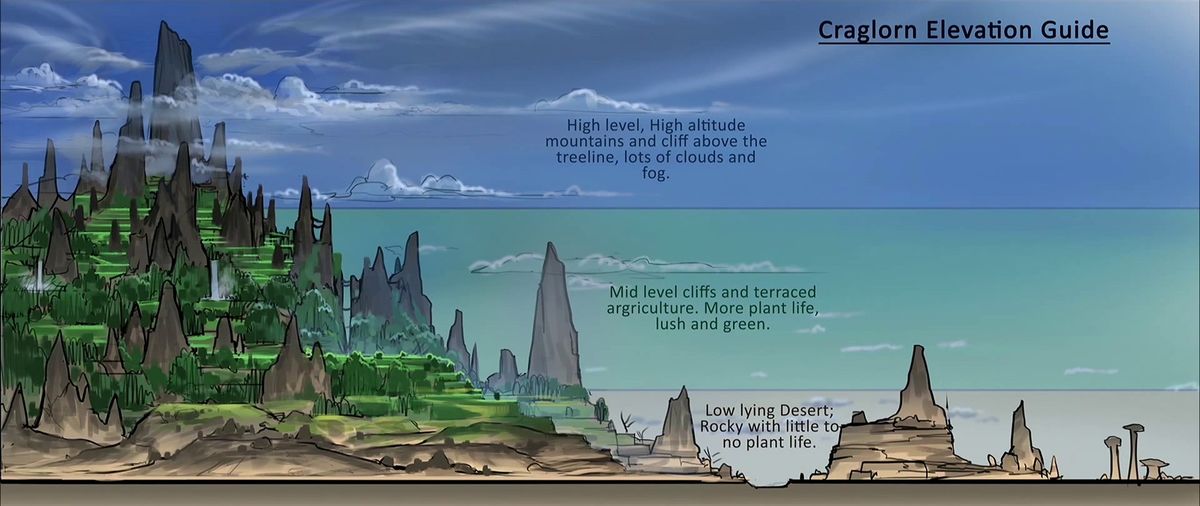 Craglorn Elevation Guide
High level, High altitude
mountains and cliff above the
treeline, lots of clouds and
fog.
Mid level cliffs and terraced
argriculture. More plant life,
lush and green.
Low lying Desert;
Rocky with little to
no plant life.